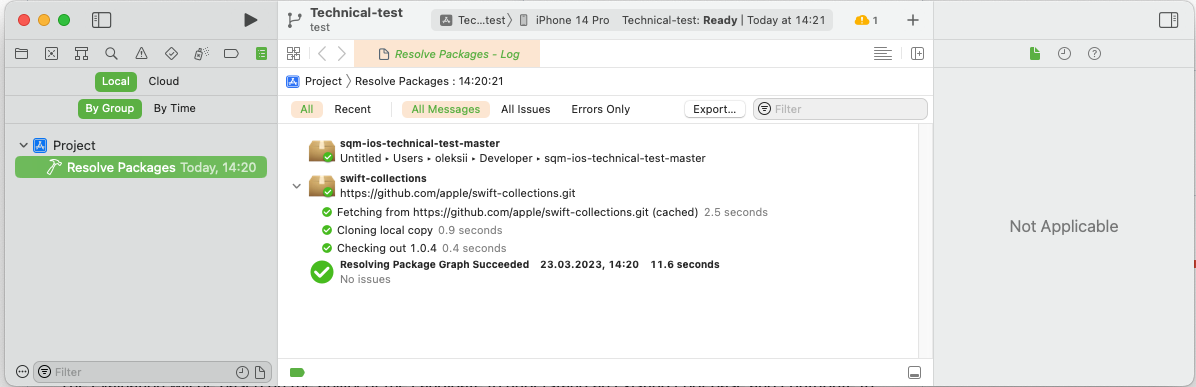 Technical-test
test
Tec...test〉 iPhone 14 Pro Technical-test: Ready | Today at 14:21
1
Resolve Packages - Log
Local Cloud
By Group By Time
Project
Resolve Packages Today, 14:20
Filter
Project 〉 Resolve Packages : 14:20:21
All Recent All Messages All Issues Errors Only Export... Filter
sqm-ios-technical-test-master
Untitled ▸ Users ▸ oleksii ▸ Developer ▸ sqm-ios-technical-test-master
swift-collections
https://github.com/apple/swift-collections.git
Fetching from https://github.com/apple/swift-collections.git (cached) 2.5 seconds
Cloning local copy 0.9 seconds
Checking out 1.0.4 0.4 seconds
Resolving Package Graph Succeeded 23.03.2023, 14:20 11.6 seconds
No issues
Not Applicable